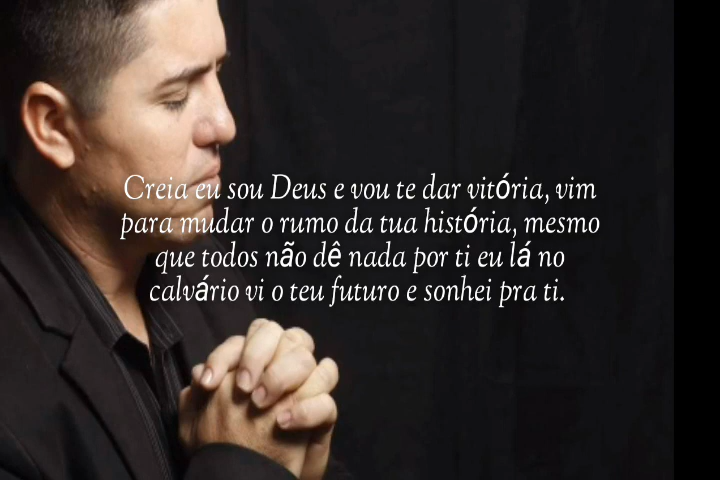 Creia eu sou Deus e vou te dar vitória, vim
para mudar o rumo da tua história, mesmo
que todos não dê nada por ti eu lá no
calvário vi o teu futuro e sonhei pra ti.